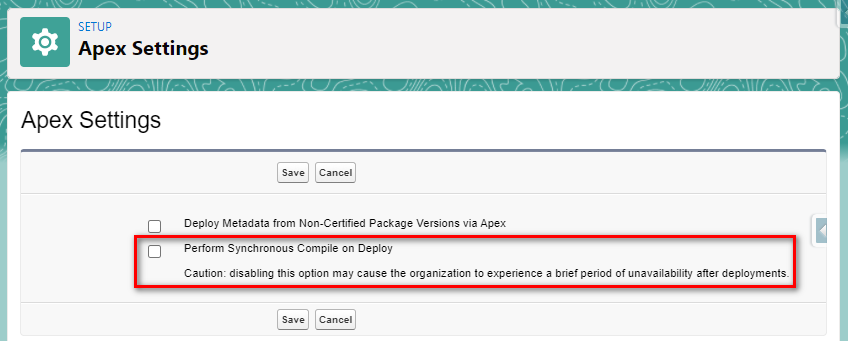 SETUP
Apex Settings
Apex Settings
Save Cancel
Deploy Metadata from Non-Certified Package Versions via Apex
Perform Synchronous Compile on Deploy
Caution: disabling this option may cause the organization to experience a brief period of unavailability after deployments.
Save Cancel